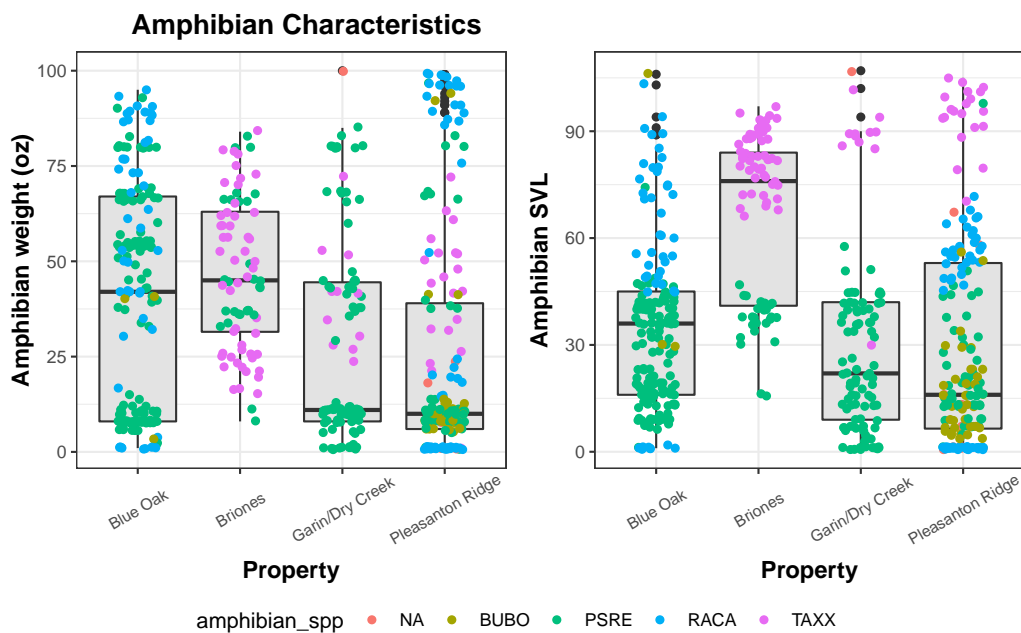 Amphibian Characteristics
Amphibian weight (oz)
100
75
50
25
0
Blue Oak
Briones
Garin/Dry Creek
Pleasanton Ridge
Property
Amphibian SVL
90
60
30
0
Blue Oak
Briones
Garin/Dry Creek
Pleasanton Ridge
Property
amphibian_spp NA BUBO PSRE RACA TAXX